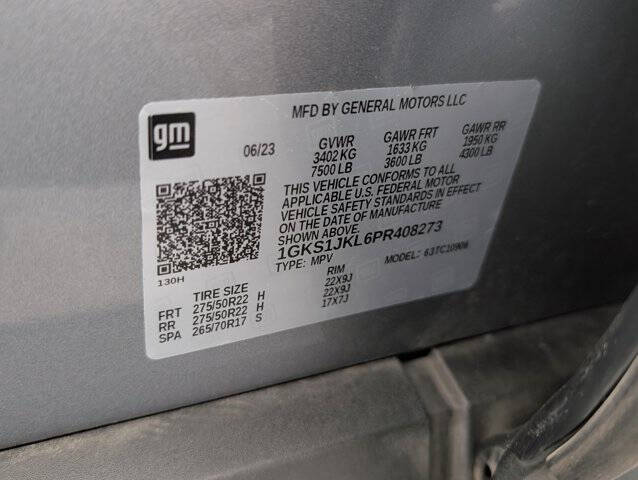 MFD BY GENERAL MOTORS LLC
gm
06/23 GVWR GAWR FRT GAWR RR
3402 KG 1633 KG 1950 KG
7500 LB 3600 LB 4300 LB
THIS VEHICLE CONFORMS TO ALL
APPLICABLE U.S. FEDERAL MOTOR
VEHICLE SAFETY STANDARDS IN EFFECT
ON THE DATE OF MANUFACTURE
SHOWN ABOVE.
1GKS1JKL6PR408273
TYPE: MPV MODEL: 63TC10906
130H
TIRE SIZE RIM
FRT 275/50R22 H 22X9J
RR 275/50R22 H 22X9J
SPA 265/70R17 S 17X7J